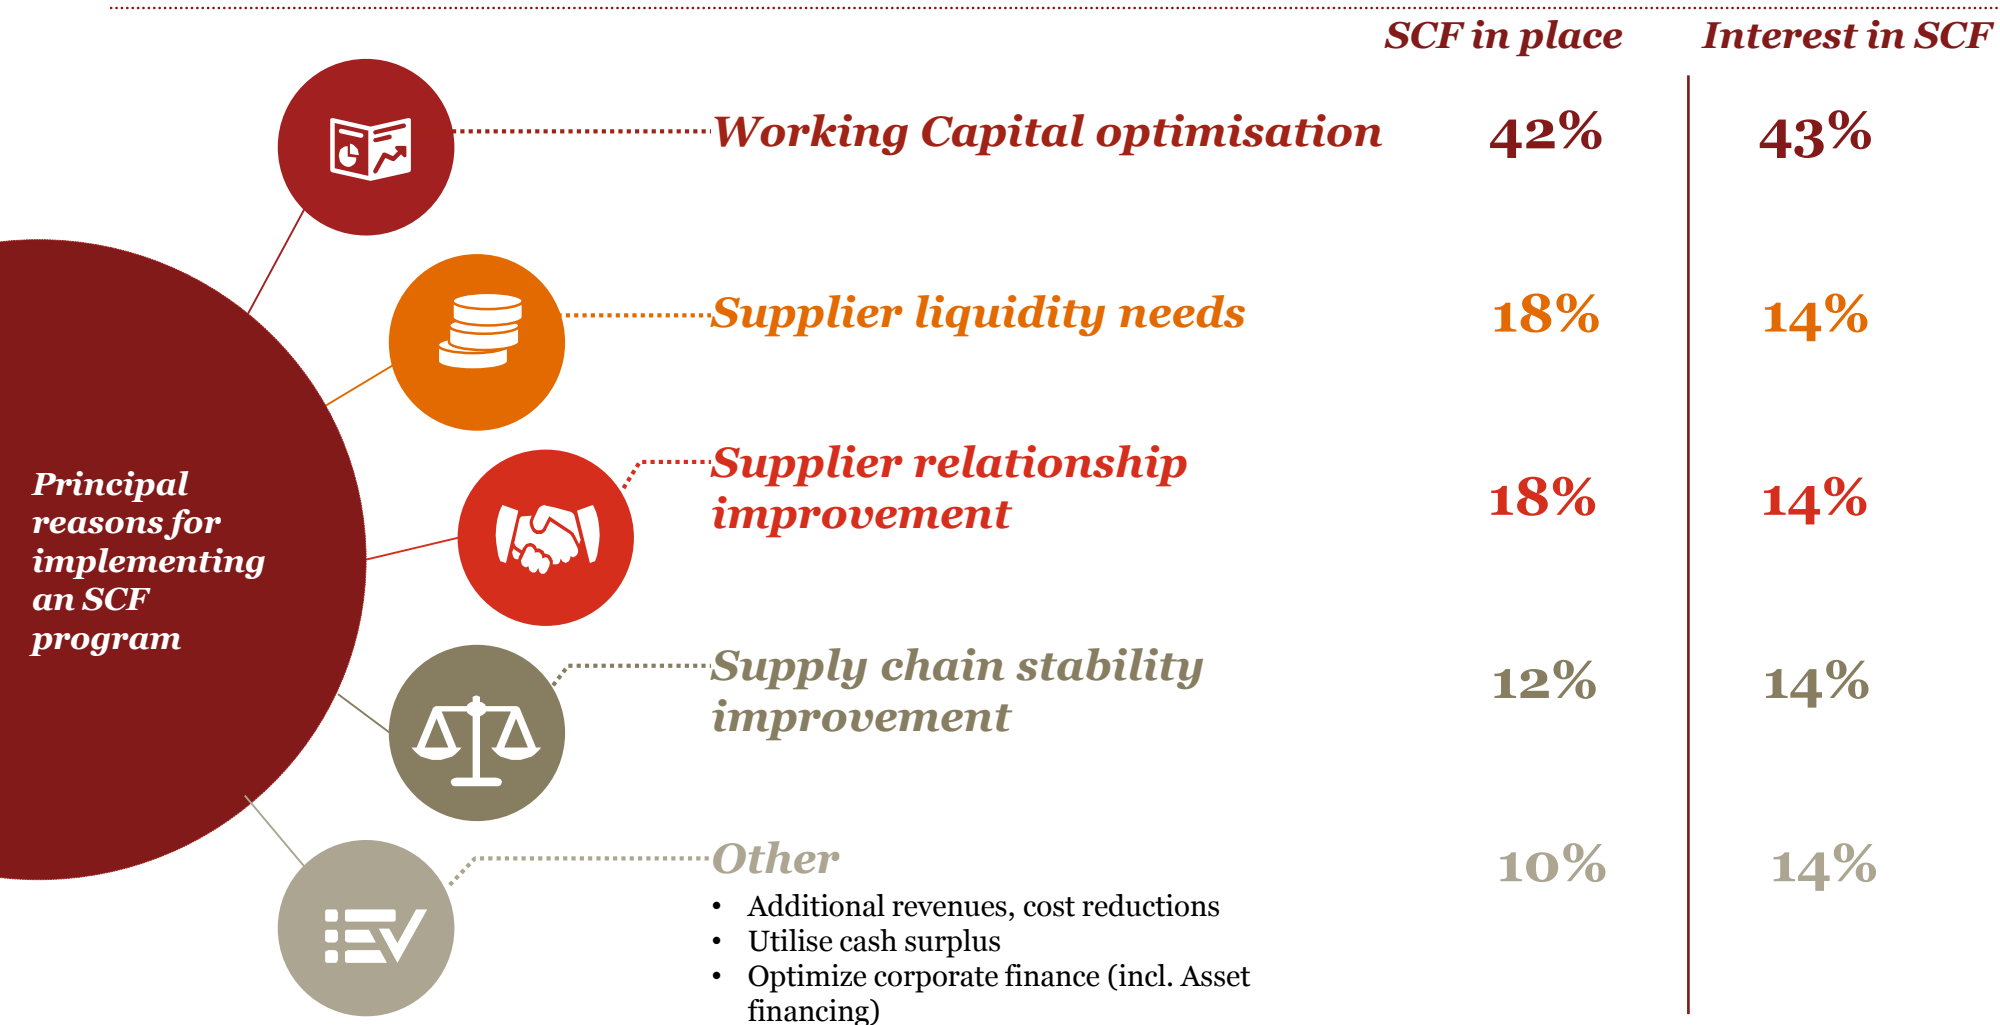 SCF in place Interest in SCF
Working Capital optimisation 42% 43%
Supplier liquidity needs 18% 14%
Supplier relationship
improvement 18% 14%
Principal
reasons for
implementing
an SCF
program
Supply chain stability
improvement 12% 14%
Other 10% 14%
• Additional revenues, cost reductions
• Utilise cash surplus
• Optimize corporate finance (incl. Asset
financing)